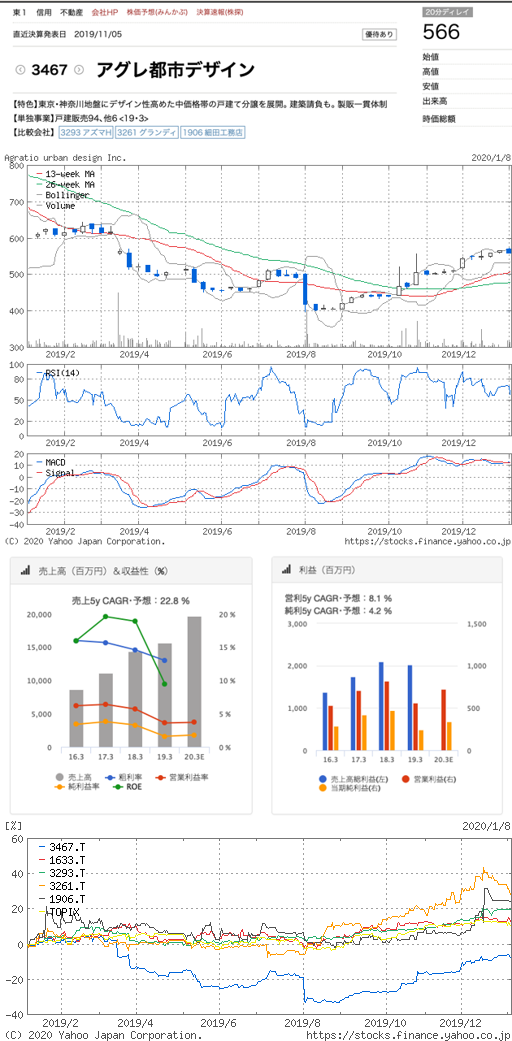 東1 信用 不動産 会社HP 株価予想(みんかぶ) 決算速報(株探)
直近決算発表日 2019/11/05 優待あり
3467 アグレ都市デザイン
20分ディレイ
566
始値
高値
安値
出来高
時価総額
【特色】東京・神奈川地盤にデザイン性高めた中価格帯の戸建て分譲を展開。建築請負も。製販一貫体制
【単独事業】戸建販売94、他6 <19・3>
【比較会社】 3293 アズマH 3261 グランディ 1906 細田工務店
Agratio urban design Inc. 2020/1/8
13-week MA
26-week MA
Bollinger
Volume
800
700
600
500
400
300
2019/2 2019/4 2019/6 2019/8 2019/10 2019/12
RSI(14)
100
80
50
20
0
2019/2 2019/4 2019/6 2019/8 2019/10 2019/12
MACD
Signal
20
10
0
-10
-20
-30
-40
2019/2 2019/4 2019/6 2019/8 2019/10 2019/12
(C) 2020 Yahoo Japan Corporation. https://stocks.finance.yahoo.co.jp
売上高（百万円）＆収益性（%）
売上5y CAGR・予想：22.8 %
20,000 20 %
15,000 15 %
10,000 10 %
5,000 5 %
0 0 %
16.3 17.3 18.3 19.3 20.3E
売上高 粗利率 営業利益率
純利益率 ROE
利益（百万円）
営利5y CAGR・予想：8.1 %
純利5y CAGR・予想：4.2 %
3,000 1,500
2,000 1,000
1,000 500
0 0
16.3 17.3 18.3 19.3 20.3E
売上高総利益(左) 営業利益(右)
当期純利益(右)
[%] 2020/1/8
3467.T
1633.T
3293.T
3261.T
1906.T
TOPIX
60
40
20
0
-20
-40
2019/2 2019/4 2019/6 2019/8 2019/10 2019/12
(C) 2020 Yahoo Japan Corporation. https://stocks.finance.yahoo.co.jp